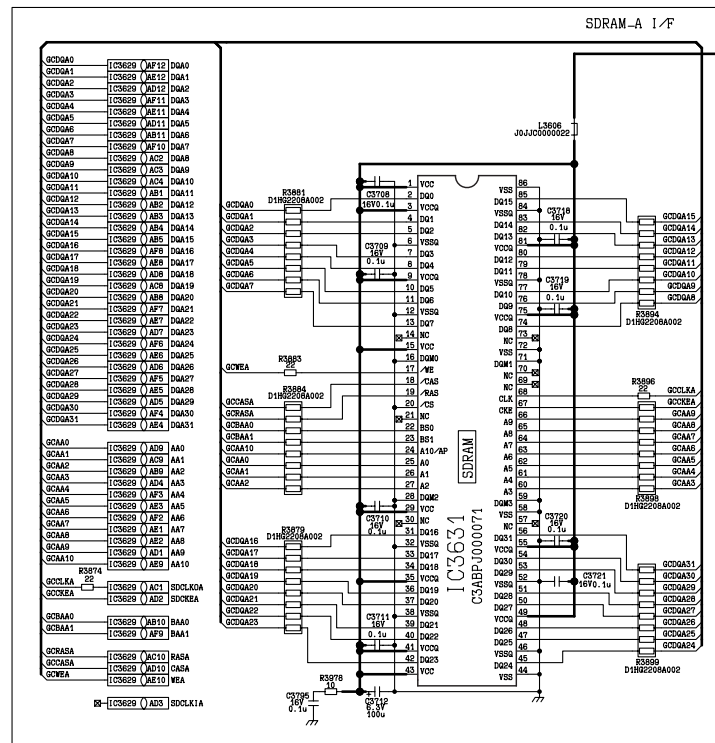 SDRAM_A I/F
GCDQA0 IC3629 AF12 DQA0
GCDQA1 IC3629 AE12 DQA1
GCDQA2 IC3629 AD12 DQA2
GCDQA3 IC3629 AF11 DQA3
GCDQA4 IC3629 AE11 DQA4
GCDQA5 IC3629 AD11 DQA5
GCDQA6 IC3629 AB11 DQA6
GCDQA7 IC3629 AF10 DQA7
GCDQA8 IC3629 AC2 DQA8
GCDQA9 IC3629 AC3 DQA9
GCDQA10 IC3629 AC4 DQA10
GCDQA11 IC3629 AB1 DQA11
GCDQA12 IC3629 AB2 DQA12
GCDQA13 IC3629 AB3 DQA13
GCDQA14 IC3629 AB4 DQA14
GCDQA15 IC3629 AB5 DQA15
GCDQA16 IC3629 AF8 DQA16
GCDQA17 IC3629 AE8 DQA17
GCDQA18 IC3629 AD8 DQA18
GCDQA19 IC3629 AC8 DQA19
GCDQA20 IC3629 AB8 DQA20
GCDQA21 IC3629 AF7 DQA21
GCDQA22 IC3629 AE7 DQA22
GCDQA23 IC3629 AD7 DQA23
GCDQA24 IC3629 AF6 DQA24
GCDQA25 IC3629 AE6 DQA25
GCDQA26 IC3629 AD6 DQA26
GCDQA27 IC3629 AF5 DQA27
GCDQA28 IC3629 AE5 DQA28
GCDQA29 IC3629 AD5 DQA29
GCDQA30 IC3629 AF4 DQA30
GCDQA31 IC3629 AE4 DQA31
GCAA0 IC3629 AD9 AA0
GCAA1 IC3629 AC9 AA1
GCAA2 IC3629 AB9 AA2
GCAA3 IC3629 AD4 AA3
GCAA4 IC3629 AF3 AA4
GCAA5 IC3629 AE3 AA5
GCAA6 IC3629 AF2 AA6
GCAA7 IC3629 AE1 AA7
GCAA8 IC3629 AE2 AA8
GCAA9 IC3629 AD1 AA9
GCAA10 IC3629 AE9 AA10
R3874
22
GCCLKA IC3629 AC1 SDCLKOA
GCCKEA IC3629 AD2 SDCKEA
GCBAA0 IC3629 AB10 BAA0
GCBAA1 IC3629 AF9 BAA1
GCRASA IC3629 AC10 RASA
GCCASA IC3629 AD10 CASA
GCWEA IC3629 AE10 WEA
IC3629 AD3 SDCLKIA
R3881
D1HG2208A002
GCDQA0
GCDQA1
GCDQA2
GCDQA3
GCDQA4
GCDQA5
GCDQA6
GCDQA7
R3883
22
GCWEA
R3884
D1HG2208A002
GCCASA
GCRASA
GCBAA0
GCBAA1
GCAA10
GCAA0
GCAA1
GCAA2
R3879
D1HG2208A002
GCDQA16
GCDQA17
GCDQA18
GCDQA19
GCDQA20
GCDQA21
GCDQA22
GCDQA23
C3708
16V0.1u
C3709
16V
0.1u
C3710
16V
0.1u
C3711
16V
0.1u
R3978
10
C3795
16V
0.1u
C3712
6.3V
100u
1 VCC
2 DQ0
3 VCCQ
4 DQ1
5 DQ2
6 VSSQ
7 DQ3
8 DQ4
9 VCCQ
10 DQ5
11 DQ6
12 VSSQ
13 DQ7
14 NC
15 VCC
16 DQM0
17 /WE
18 /CAS
19 /RAS
20 /CS
21 NC
22 BS0
23 BS1
24 A10/AP
25 A0
26 A1
27 A2
28 DQM2
29 VCC
30 NC
31 DQ16
32 VSSQ
33 DQ17
34 DQ18
35 VCCQ
36 DQ19
37 DQ20
38 VSSQ
39 DQ21
40 DQ22
41 VCCQ
42 DQ23
43 VCC
IC3631
C3ABPJ000071
SDRAM
VSS 86
DQ15 85
VSSQ 84
DQ14 83
DQ13 82
VCCQ 81
DQ12 80
DQ11 79
VSSQ 78
DQ10 77
DQ9 76
VCCQ 75
DQ8 74
NC 73
VSS 72
DQM1 71
NC 70
NC 69
CLK 68
CKE 67
A9 66
A8 65
A7 64
A6 63
A5 62
A4 61
A3 60
DQM3 59
VSS 58
NC 57
DQ31 56
VCCQ 55
DQ30 54
DQ29 53
VSSQ 52
DQ28 51
DQ27 50
VCCQ 49
DQ26 48
DQ25 47
VSSQ 46
DQ24 45
VSS 44
L3606
J0JJC0000022
C3718
16V
0.1u
C3719
16V
0.1u
C3720
16V
0.1u
C3721
16V0.1u
GCDQA15
GCDQA14
GCDQA13
GCDQA12
GCDQA11
GCDQA10
GCDQA9
GCDQA8
R3894
D1HG2208A002
R3896
22
GCCLKA
GCCKEA
GCAA9
GCAA8
GCAA7
GCAA6
GCAA5
GCAA4
GCAA3
R3898
D1HG2208A002
GCDQA31
GCDQA30
GCDQA29
GCDQA28
GCDQA27
GCDQA26
GCDQA25
GCDQA24
R3899
D1HG2208A002